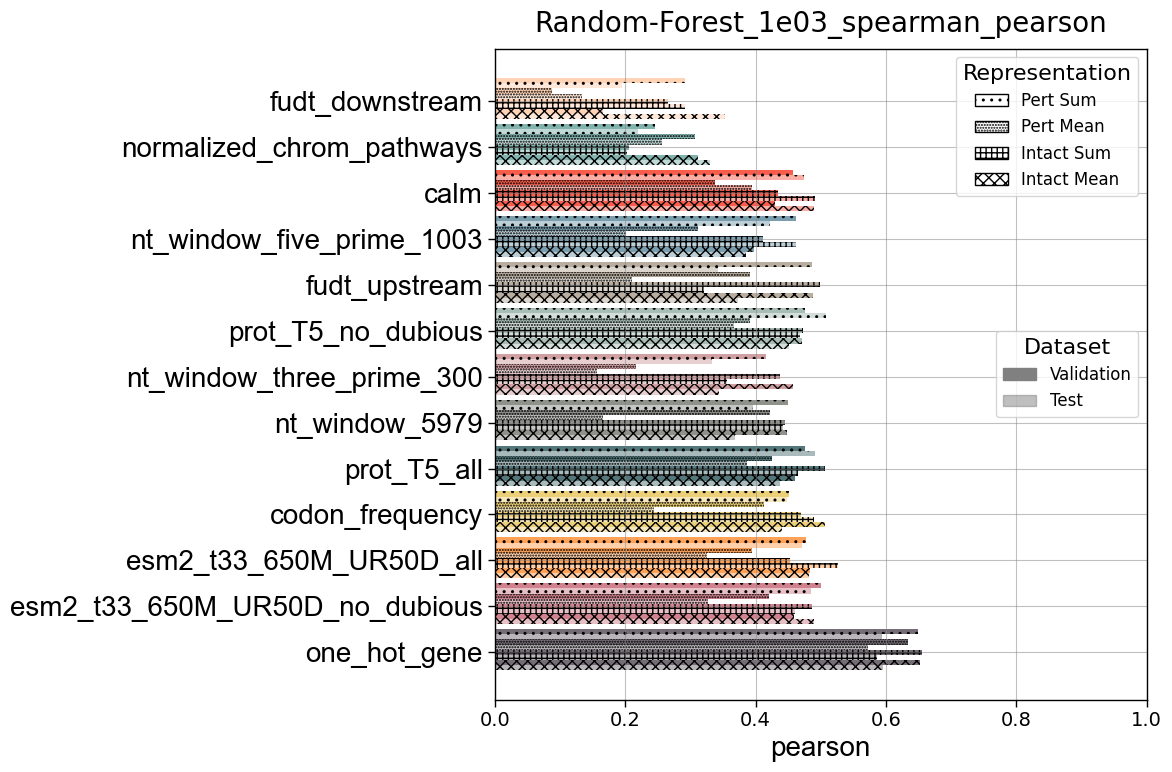 Random-Forest_1e03_spearman_pearson
Representation
Pert Sum
Pert Mean
Intact Sum
Intact Mean
fudt_downstream
normalized_chrom_pathways
calm
nt_window_five_prime_1003
fudt_upstream
prot_T5_no_dubious
nt_window_three_prime_300
nt_window_5979
prot_T5_all
codon_frequency
esm2_t33_650M_UR50D_all
esm2_t33_650M_UR50D_no_dubious
one_hot_gene
Dataset
Validation
Test
0.0 0.2 0.4 0.6 0.8 1.0
pearson